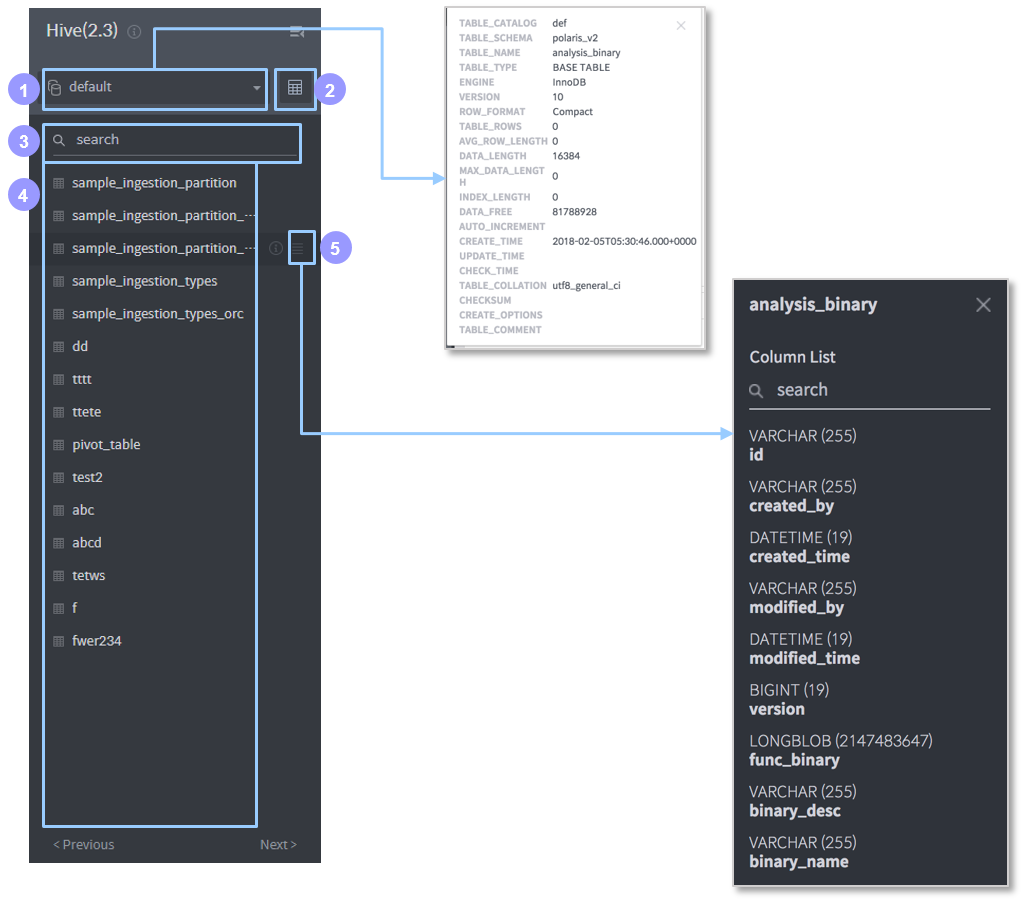 Hive(2.3)
1
default
2
3
search
4
sample_ingestion_partition
sample_ingestion_partition_···
sample_ingestion_partition_···
5
sample_ingestion_types
sample_ingestion_types_orc
dd
tttt
ttete
pivot_table
test2
abc
abcd
tetws
f
fwer234
< Previous
Next >
TABLE_CATALOG def
TABLE_SCHEMA polaris_v2
TABLE_NAME analysis_binary
TABLE_TYPE BASE TABLE
ENGINE InnoDB
VERSION 10
ROW_FORMAT Compact
TABLE_ROWS 0
AVG_ROW_LENGTH 0
DATA_LENGTH 16384
MAX_DATA_LENGT
H 0
INDEX_LENGTH 0
DATA_FREE 81788928
AUTO_INCREMENT
CREATE_TIME 2018-02-05T05:30:46.000+0000
UPDATE_TIME
CHECK_TIME
TABLE_COLLATION utf8_general_ci
CHECKSUM
CREATE_OPTIONS
TABLE_COMMENT
analysis_binary
Column List
search
VARCHAR (255)
id
VARCHAR (255)
created_by
DATETIME (19)
created_time
VARCHAR (255)
modified_by
DATETIME (19)
modified_time
BIGINT (19)
version
LONGBLOB (2147483647)
func_binary
VARCHAR (255)
binary_desc
VARCHAR (255)
binary_name